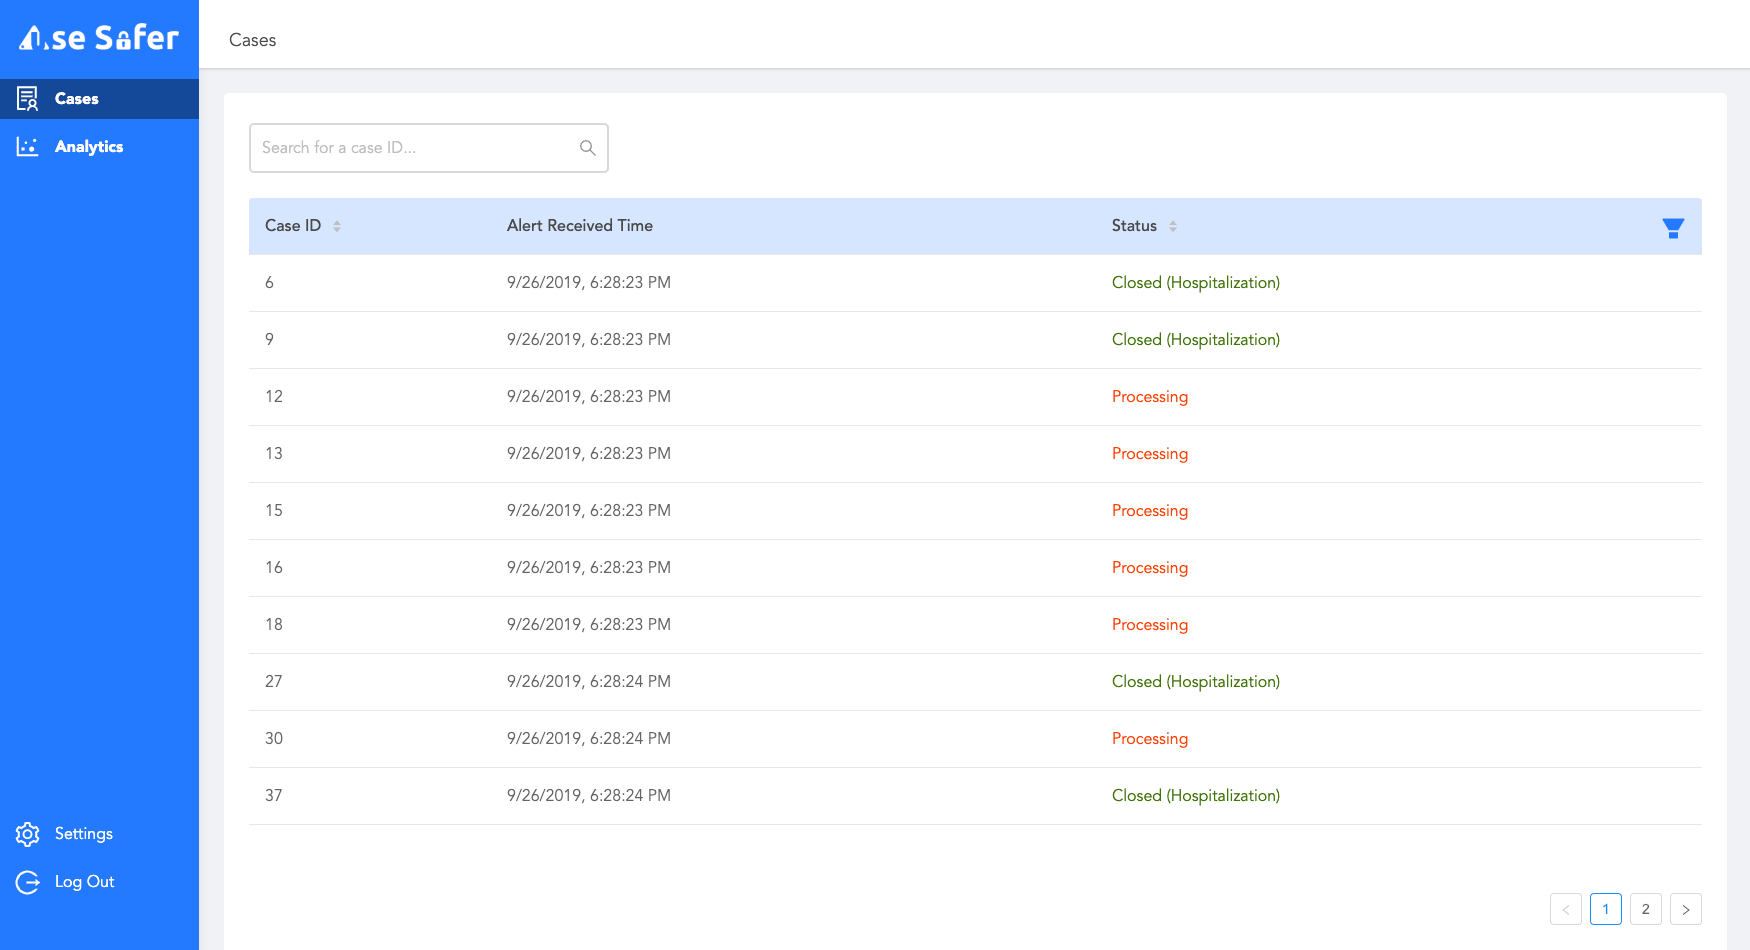 Use Safer
Cases
Cases
Analytics
Search for a case ID...
Case ID Alert Received Time Status
6 9/26/2019, 6:28:23 PM Closed (Hospitalization)
9 9/26/2019, 6:28:23 PM Closed (Hospitalization)
12 9/26/2019, 6:28:23 PM Processing
13 9/26/2019, 6:28:23 PM Processing
15 9/26/2019, 6:28:23 PM Processing
16 9/26/2019, 6:28:23 PM Processing
18 9/26/2019, 6:28:23 PM Processing
27 9/26/2019, 6:28:24 PM Closed (Hospitalization)
30 9/26/2019, 6:28:24 PM Processing
37 9/26/2019, 6:28:24 PM Closed (Hospitalization)
Settings
Log Out
< 1 2 >